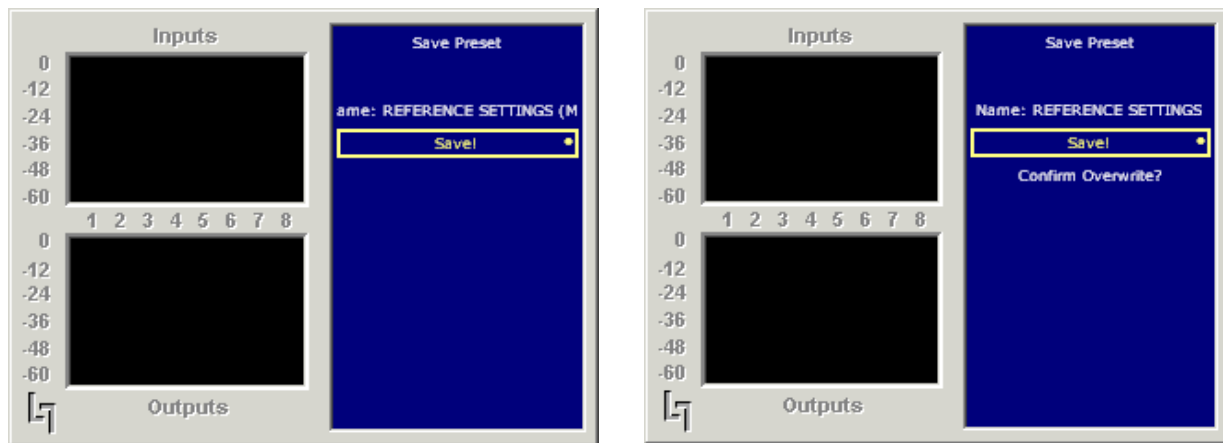 Inputs
0
-12
-24
-36
-48
-60
1 2 3 4 5 6 7 8
0
-12
-24
-36
-48
-60
Outputs
Save Preset
ame: REFERENCE SETTINGS (M
Save!
Inputs
0
-12
-24
-36
-48
-60
1 2 3 4 5 6 7 8
0
-12
-24
-36
-48
-60
Outputs
Save Preset
Name: REFERENCE SETTINGS
Save!
Confirm Overwrite?